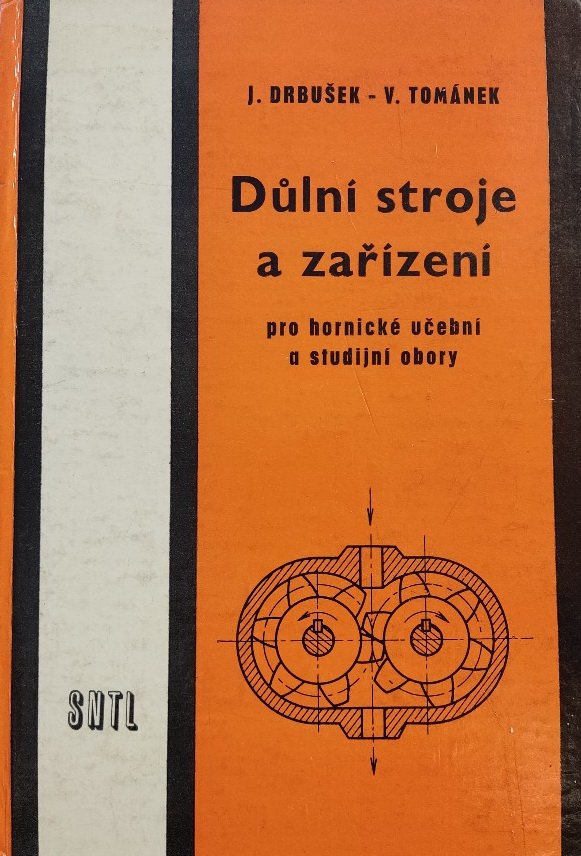 J. DRBUŠEK – V. TOMÁNEK
Důlní stroje
a zařízení
pro hornické učební
a studijní obory
SNTL